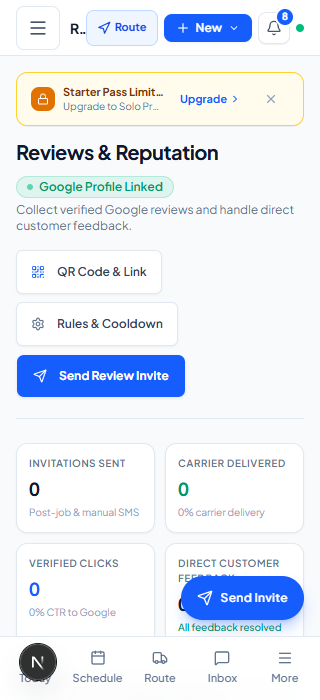 R…
Route
New
8
Starter Pass Limit…
Upgrade to Solo Pr…
Upgrade
Reviews & Reputation
Google Profile Linked
Collect verified Google reviews and handle direct
customer feedback.
QR Code & Link
Rules & Cooldown
Send Review Invite
INVITATIONS SENT
0
Post-job & manual SMS
CARRIER DELIVERED
0
0% carrier delivery
VERIFIED CLICKS
0
0% CTR to Google
DIRECT CUSTOMER
All feedback resolved
Send Invite
N
Schedule
Route
Inbox
More